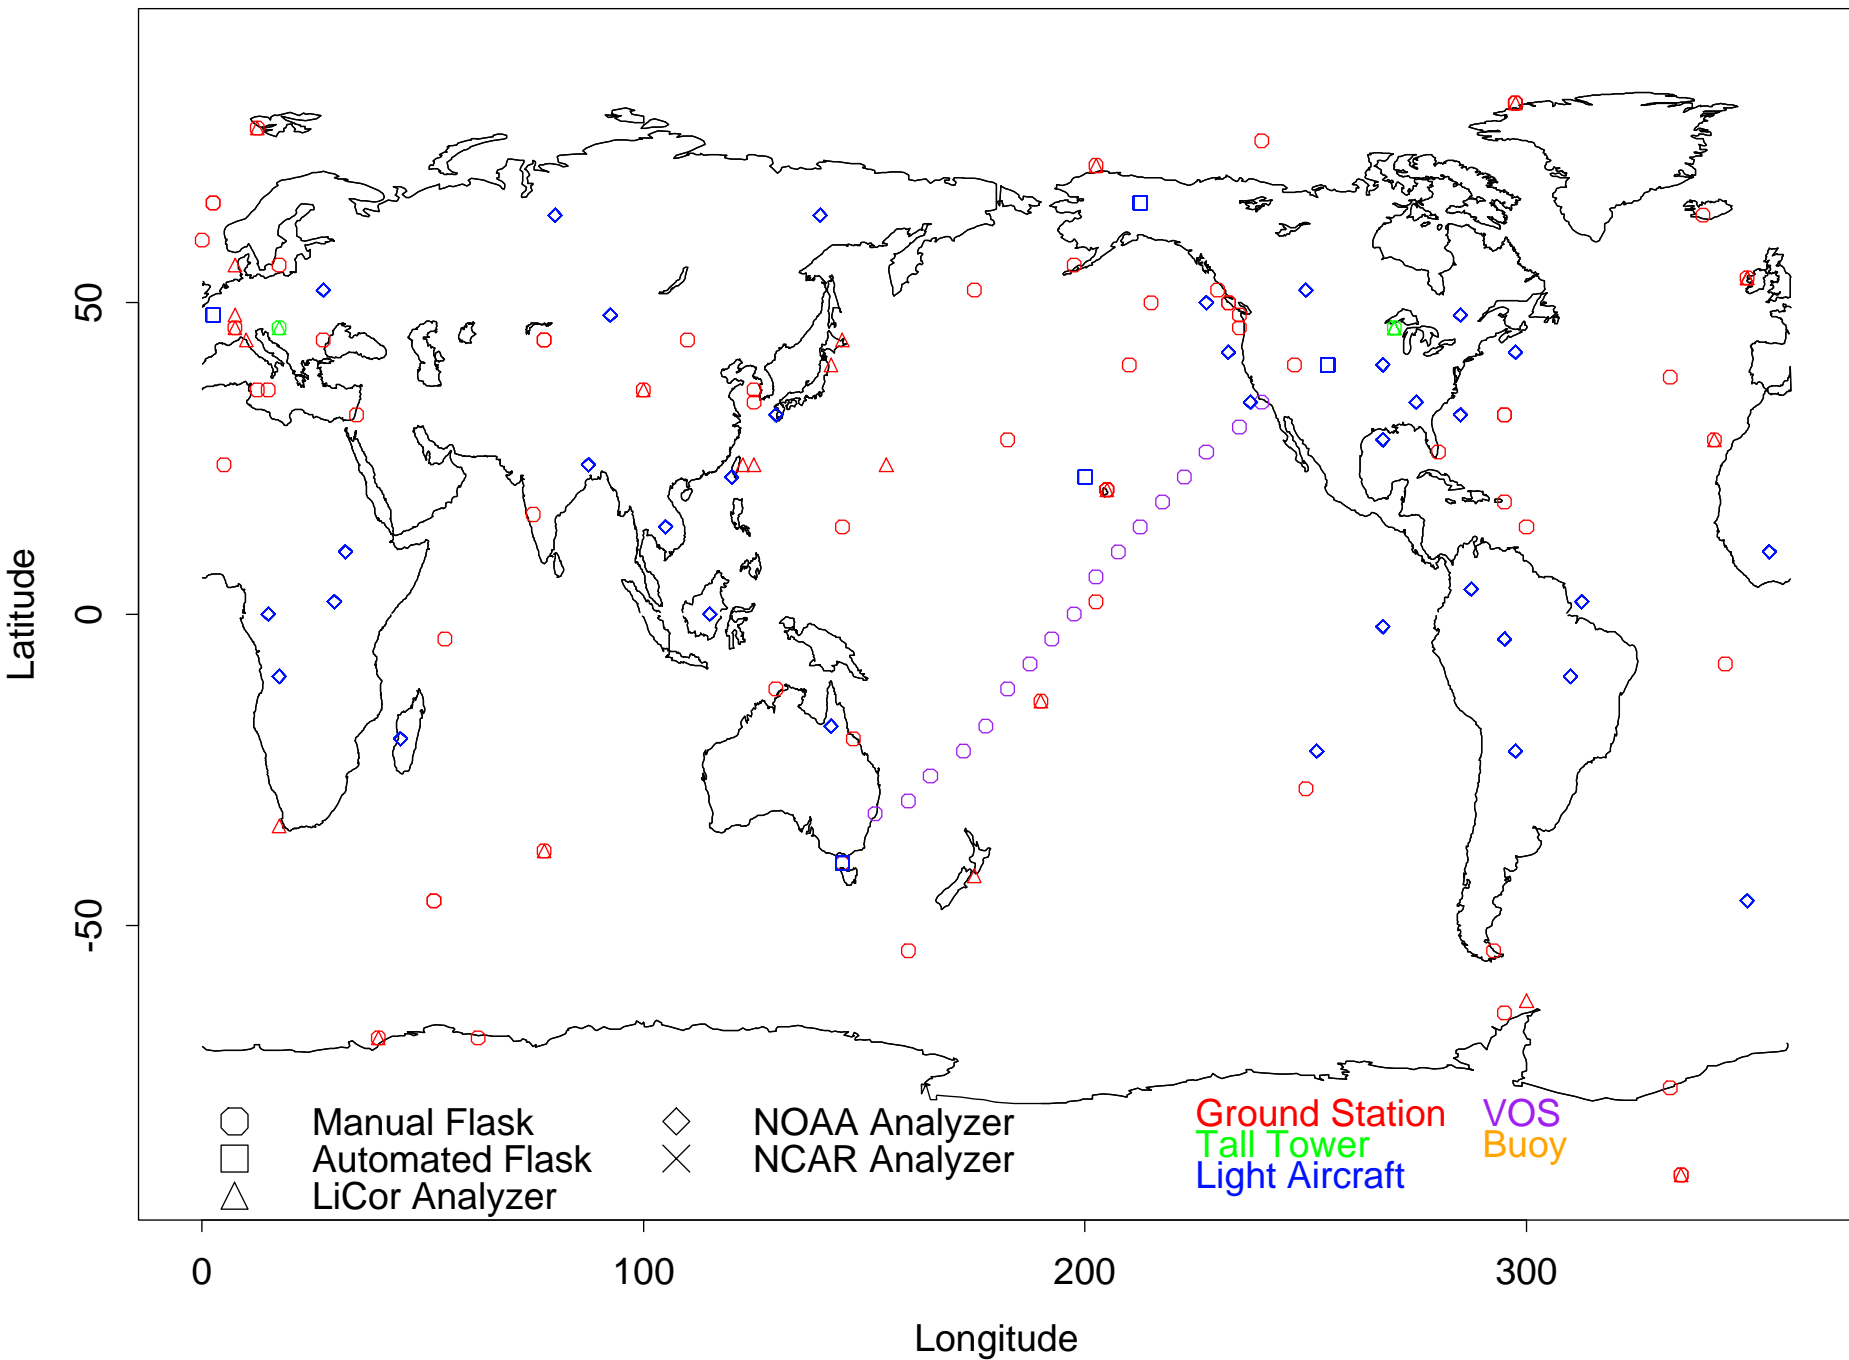 50
0
-50
Latitude
Manual Flask
Automated Flask
LiCor Analyzer
NOAA Analyzer
NCAR Analyzer
Ground Station
Tall Tower
Light Aircraft
VOS
Buoy
0 100 200 300
Longitude